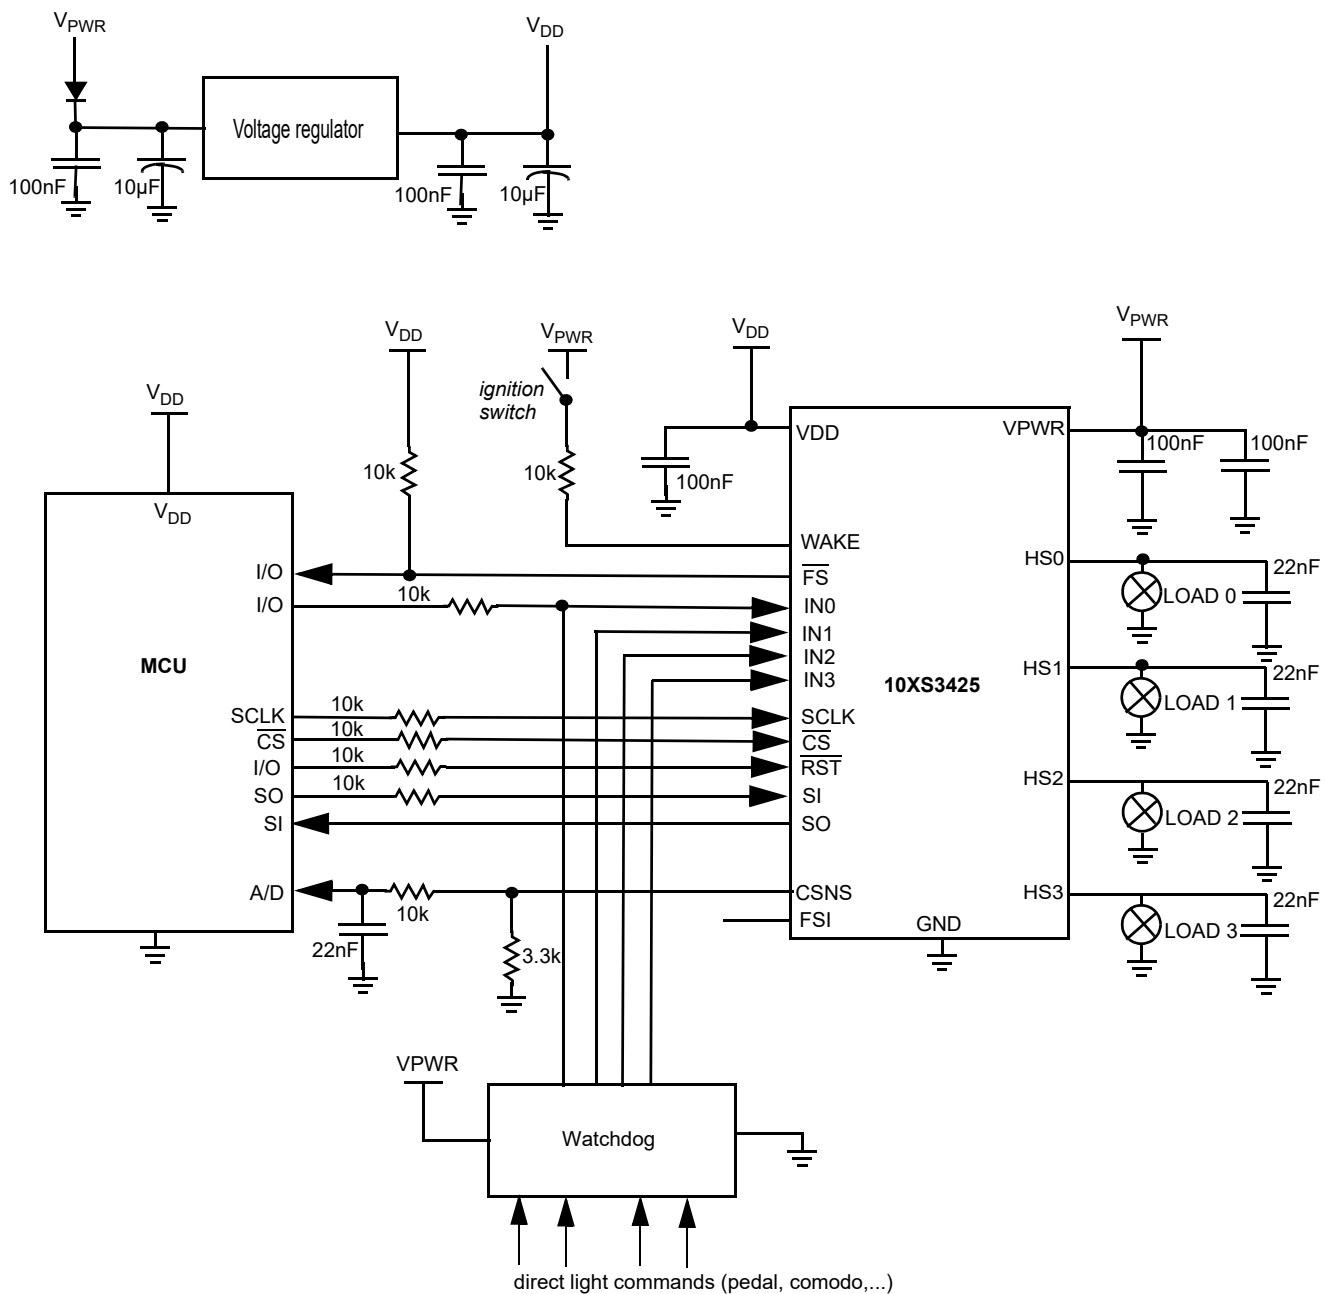 VPWR
VDD
Voltage regulator
100nF
10µF
100nF
10µF
VDD
VPWR
VDD
VPWR
VDD
ignition
switch
10k
10k
100nF
VDD
VPWR
100nF
100nF
VDD
WAKE
HS0
22nF
I/O
FS
10k
I/O
IN0
LOAD 0
IN1
MCU
IN2
HS1
22nF
IN3
10XS3425
LOAD 1
10k
SCLK
SCLK
10k
CS
CS
10k
I/O
RST
HS2
22nF
10k
SO
SI
LOAD 2
SI
SO
A/D
CSNS
HS3
22nF
10k
FSI
GND
LOAD 3
22nF
3.3k
VPWR
Watchdog
direct light commands (pedal, comodo,...)